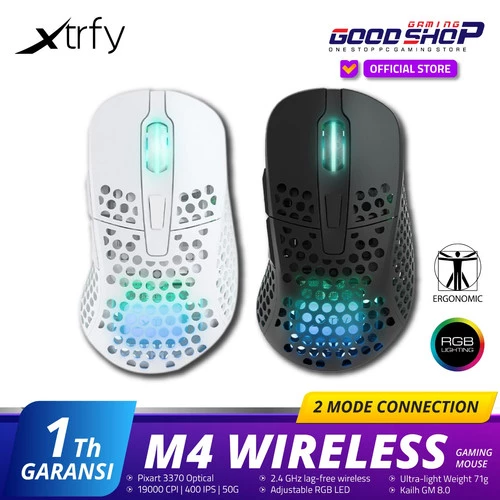 xtrfy
GAMING
GOOD SHOP
ONE STOP PC GAMING STORE
OFFICIAL STORE
ERGONOMIC
RGB
LIGHTING
2 MODE CONNECTION
1 Th
GARANSI
M4 WIRELESS
GAMING
MOUSE
• Pixart 3370 Optical
• 2.4 GHz lag-free wireless
• Ultra-light Weight 71g
• 19000 CPI | 400 IPS | 50G
• Adjustable RGB LED
• Kailh GM 8.0